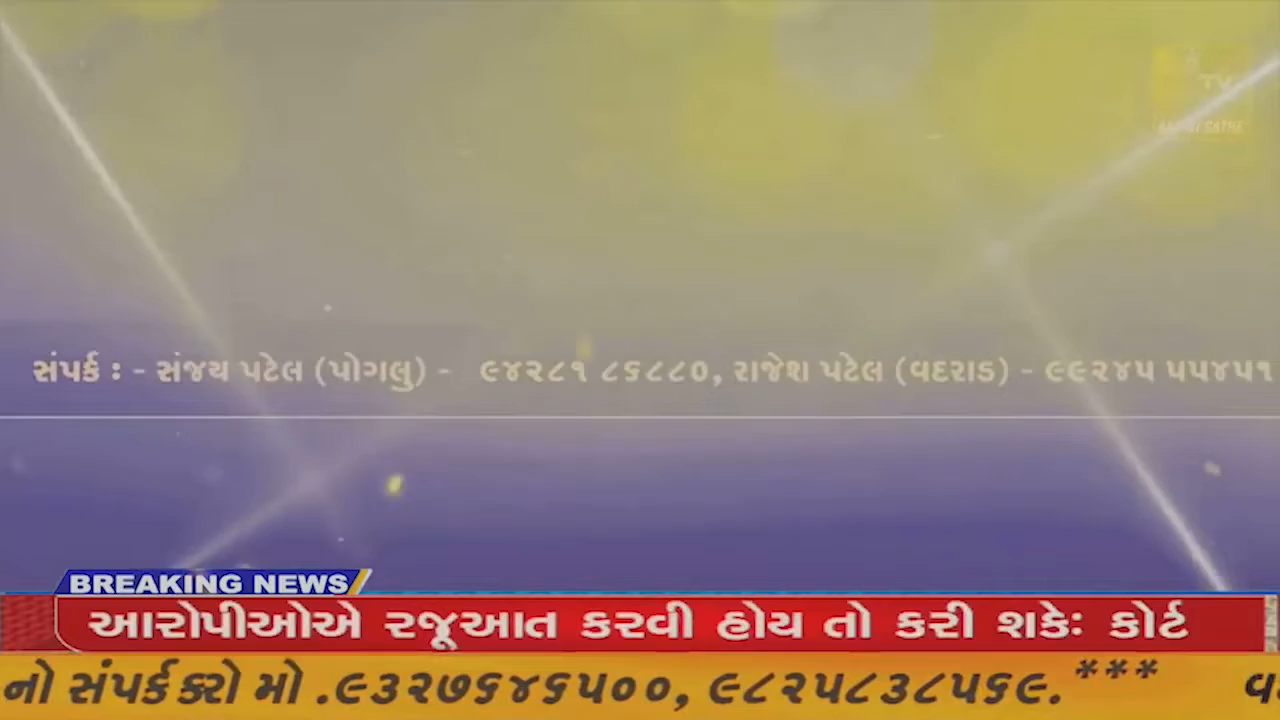 TV
સંપર્ક : - સંજય પટેલ (પોગલુ) - ૯૪૨૮૧ ૮૬૮૮૦, રાજેશ પટેલ (વદરાડ) - ૯૯૨૪૫ ૫૫૪૫૧
BREAKING NEWS
આરોપીઓએ રજૂઆત કરવી હોય તો કરી શકેઃ કોર્ટ
નો સંપર્ક કરો મો .૯૩૨૭૬૪૬૫૦૦, ૯૮૨૫૮૩૮૫૬૯. ***